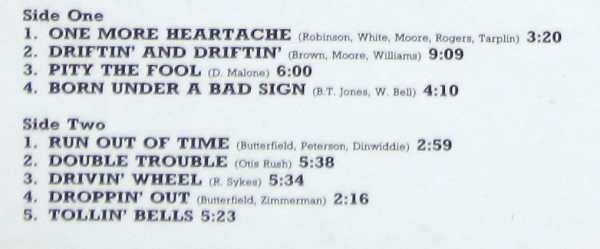 Side One
1. ONE MORE HEARTACHE (Robinson, White, Moore, Rogers, Tarplin) 3:20
2. DRIFTIN' AND DRIFTIN' (Brown, Moore, Williams) 9:09
3. PITY THE FOOL (D. Malone) 6:00
4. BORN UNDER A BAD SIGN (B.T. Jones, W. Bell) 4:10
Side Two
1. RUN OUT OF TIME (Butterfield, Peterson, Dinwiddie) 2:59
2. DOUBLE TROUBLE (Otis Rush) 5:38
3. DRIVIN' WHEEL (R. Sykes) 5:34
4. DROPPIN' OUT (Butterfield, Zimmerman) 2:16
5. TOLLIN' BELLS 5:23